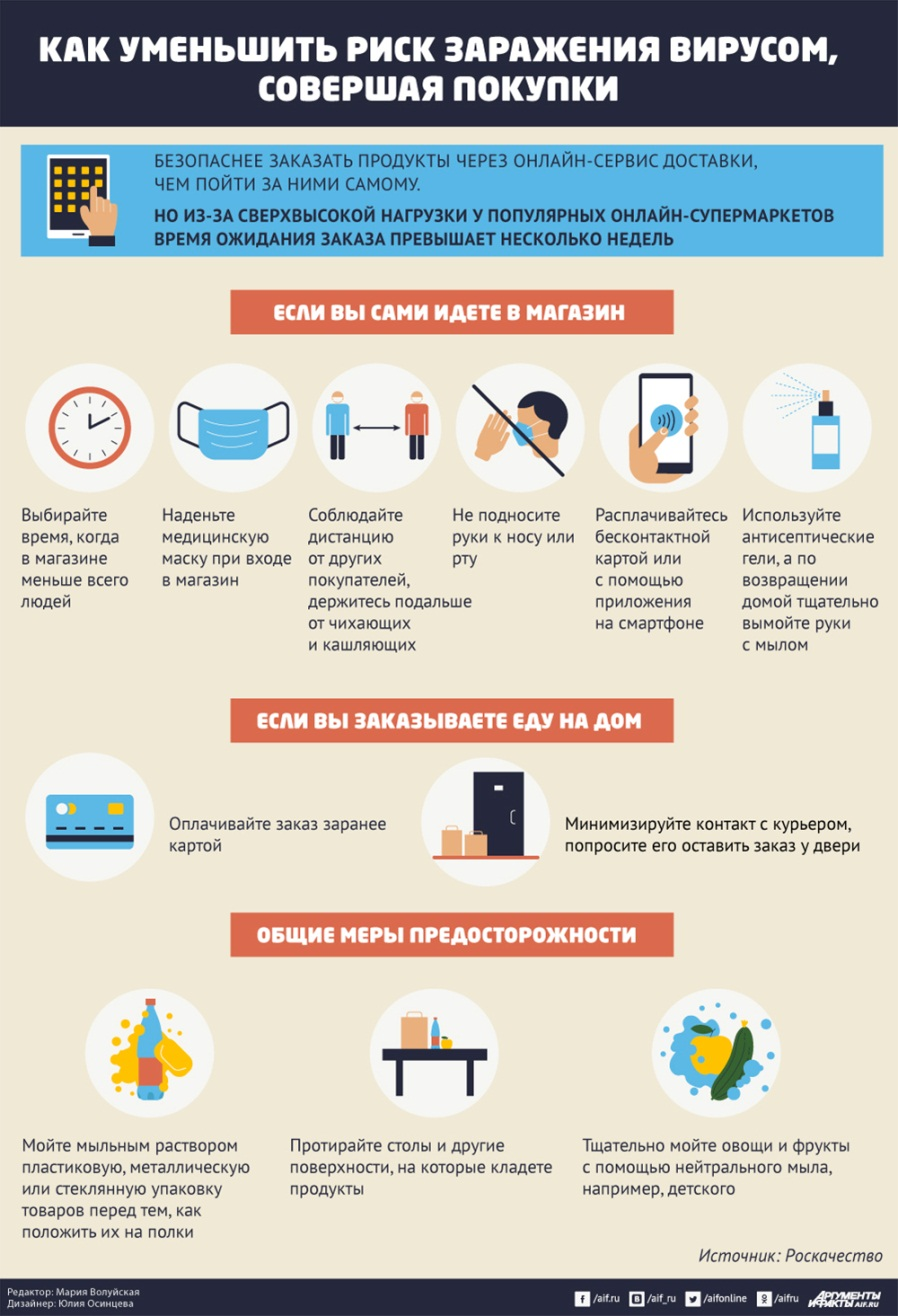 КАК УМЕНЬШИТЬ РИСК ЗАРАЖЕНИЯ ВИРУСОМ,
СОВЕРШАЯ ПОКУПКИ
БЕЗОПАСНЕЕ ЗАКАЗАТЬ ПРОДУКТЫ ЧЕРЕЗ ОНЛАЙН-СЕРВИС ДОСТАВКИ,
ЧЕМ ПОЙТИ ЗА НИМИ САМОМУ.
НО ИЗ-ЗА СВЕРХВЫСОКОЙ НАГРУЗКИ У ПОПУЛЯРНЫХ ОНЛАЙН-СУПЕРМАРКЕТОВ
ВРЕМЯ ОЖИДАНИЯ ЗАКАЗА ПРЕВЫШАЕТ НЕСКОЛЬКО НЕДЕЛЬ
ЕСЛИ ВЫ САМИ ИДЕТЕ В МАГАЗИН
Выбирайте
время, когда
в магазине
меньше всего
людей
Наденьте
медицинскую
маску при входе
в магазин
Соблюдайте
дистанцию
от других
покупателей,
держитесь подальше
от чихающих
и кашляющих
Не подносите
руки к носу или
рту
Расплачивайтесь
бесконтактной
картой или
с помощью
приложения
на смартфоне
Используйте
антисептические
гели, а по
возвращении
домой тщательно
вымойте руки
с мылом
ЕСЛИ ВЫ ЗАКАЗЫВАЕТЕ ЕДУ НА ДОМ
Оплачивайте заказ заранее
картой
Минимизируйте контакт с курьером,
попросите его оставить заказ у двери
ОБЩИЕ МЕРЫ ПРЕДОСТОРОЖНОСТИ
Мойте мыльным раствором
пластиковую, металлическую
или стеклянную упаковку
товаров перед тем, как
положить их на полки
Протирайте столы и другие
поверхности, на которые кладете
продукты
Тщательно мойте овощи и фрукты
с помощью нейтрального мыла,
например, детского
Источник: Роскачество
Редактор: Мария Волуйская
Дизайнер: Юлия Осинцева
/aif.ru /aif_ru /aifonline /aifru
АРГУМЕНТЫ
И ФАКТЫ AIF.RU